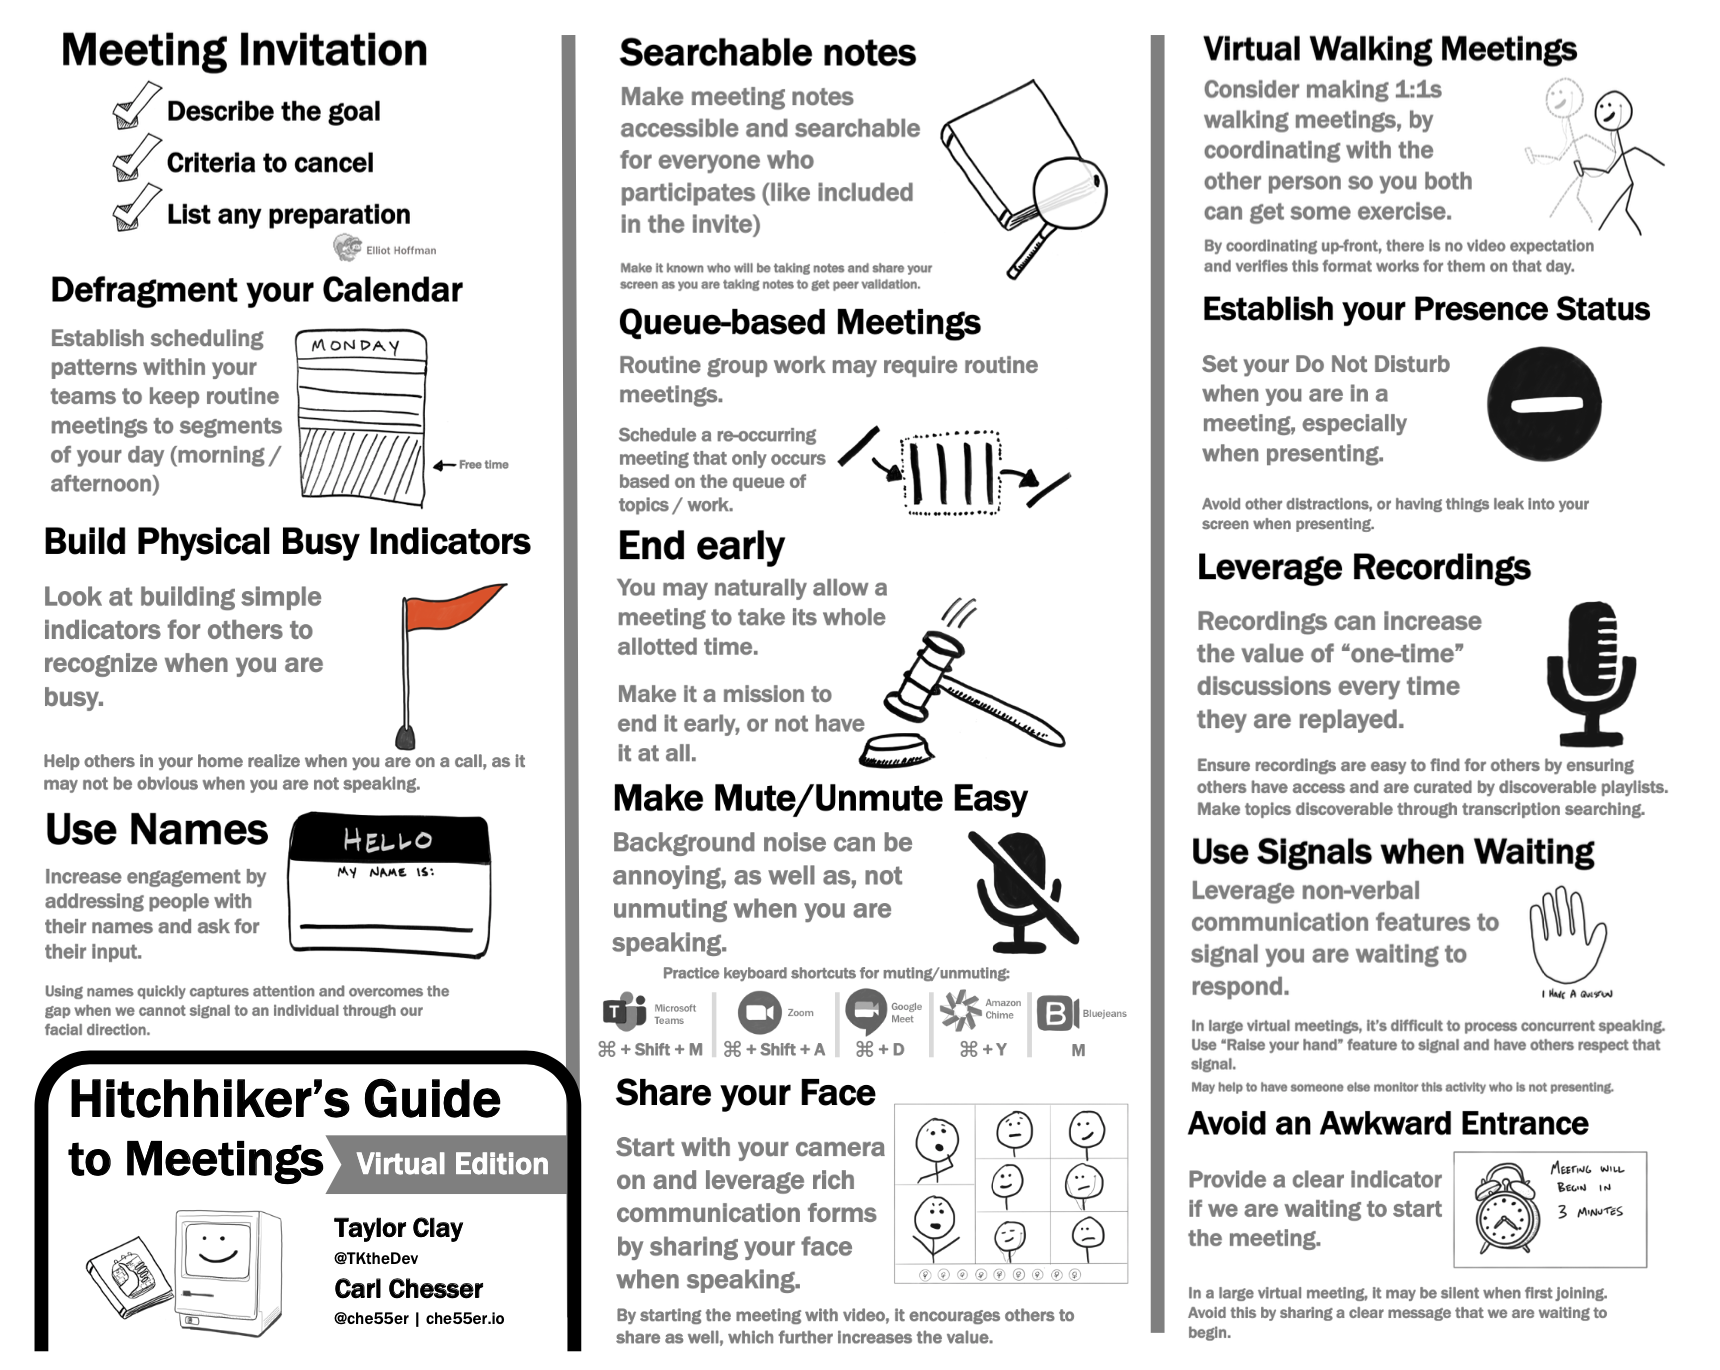 Meeting Invitation
Describe the goal
Criteria to cancel
List any preparation
Elliot Hoffman
Defragment your Calendar
Establish scheduling
patterns within your
teams to keep routine
meetings to segments
of your day (morning /
afternoon)
MONDAY
Free time
Build Physical Busy Indicators
Look at building simple
indicators for others to
recognize when you are
busy.
Help others in your home realize when you are on a call, as it
may not be obvious when you are not speaking.
Use Names
Increase engagement by
addressing people with
their names and ask for
their input.
HELLO
MY NAME IS:
Using names quickly captures attention and overcomes the
gap when we cannot signal to an individual through our
facial direction.
Hitchhiker's Guide
to Meetings
Virtual Edition
Taylor Clay
@TKtheDev
Carl Chesser
@che55er | che55er.io
Searchable notes
Make meeting notes
accessible and searchable
for everyone who
participates (like included
in the invite)
Make it known who will be taking notes and share your
screen as you are taking notes to get peer validation.
Queue-based Meetings
Routine group work may require routine
meetings.
Schedule a re-occurring
meeting that only occurs
based on the queue of
topics / work.
End early
You may naturally allow a
meeting to take its whole
allotted time.
Make it a mission to
end it early, or not have
it at all.
Make Mute/Unmute Easy
Background noise can be
annoying, as well as, not
unmuting when you are
speaking.
Practice keyboard shortcuts for muting/unmuting:
T Microsoft
Teams
⌘ + Shift + M
Zoom
⌘ + Shift + A
Google
Meet
⌘ + D
Amazon
Chime
⌘ + Y
B Bluejeans
M
Share your Face
Start with your camera
on and leverage rich
communication forms
by sharing your face
when speaking.
By starting the meeting with video, it encourages others to
share as well, which further increases the value.
Virtual Walking Meetings
Consider making 1:1s
walking meetings, by
coordinating with the
other person so you both
can get some exercise.
By coordinating up-front, there is no video expectation
and verifies this format works for them on that day.
Establish your Presence Status
Set your Do Not Disturb
when you are in a
meeting, especially
when presenting.
Avoid other distractions, or having things leak into your
screen when presenting.
Leverage Recordings
Recordings can increase
the value of “one-time”
discussions every time
they are replayed.
Ensure recordings are easy to find for others by ensuring
others have access and are curated by discoverable playlists.
Make topics discoverable through transcription searching.
Use Signals when Waiting
Leverage non-verbal
communication features to
signal you are waiting to
respond.
I HAVE A
In large virtual meetings, it's difficult to process concurrent speaking.
Use “Raise your hand” feature to signal and have others respect that
signal.
May help to have someone else monitor this activity who is not presenting.
Avoid an Awkward Entrance
Provide a clear indicator
if we are waiting to start
the meeting.
MEETING WILL
BEGIN IN
3 MINUTES
In a large virtual meeting, it may be silent when first joining.
Avoid this by sharing a clear message that we are waiting to
begin.